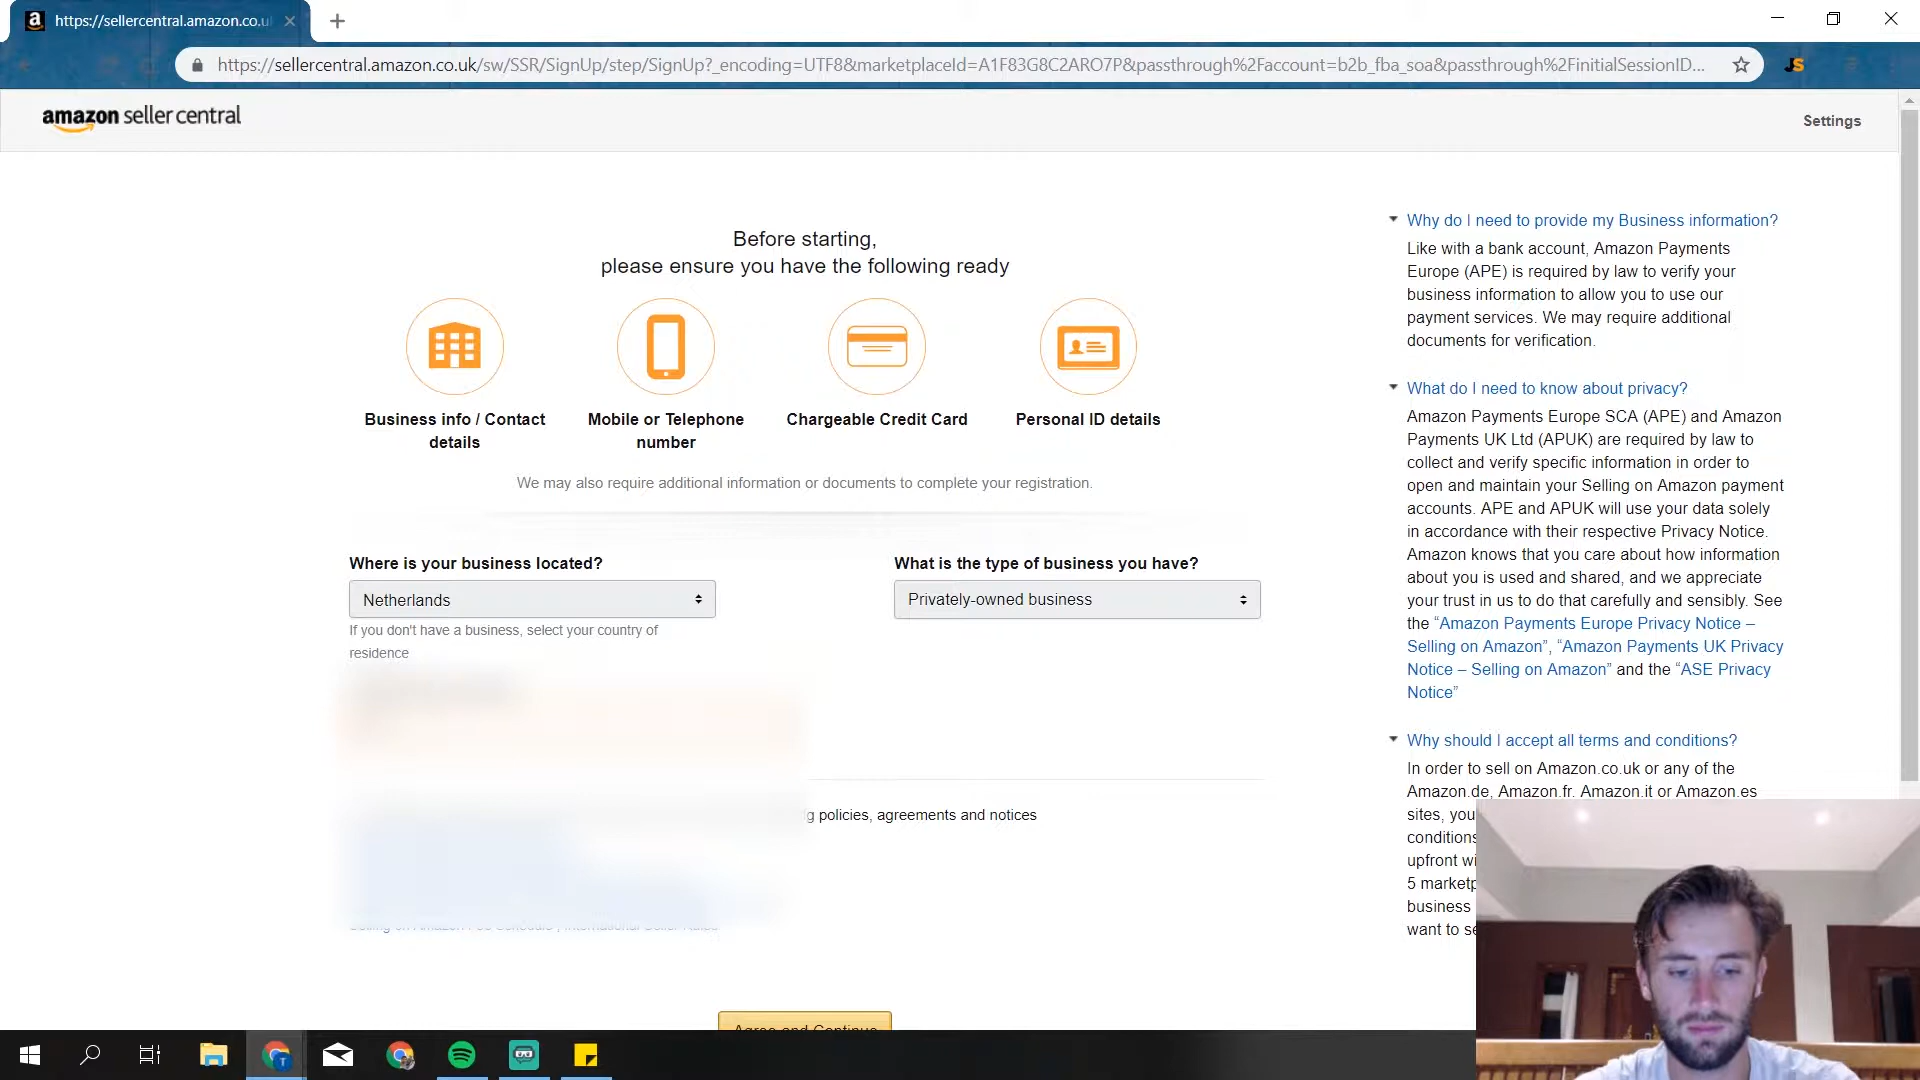 https://sellercentral.amazon.co.u
https://sellercentral.amazon.co.uk/sw/SSR/SignUp/step/SignUp?_encoding=UTF8&marketplaceId=A1F83G8C2ARO7P&passthrough%2Faccount=b2b_fba_soa&passthrough%2FinitialSessionID...
JS
amazon seller central
Settings
Before starting,
please ensure you have the following ready
Business info / Contact
details
Mobile or Telephone
number
Chargeable Credit Card
Personal ID details
We may also require additional information or documents to complete your registration.
Where is your business located?
Netherlands
If you don't have a business, select your country of
residence
What is the type of business you have?
Privately-owned business
policies, agreements and notices
Agree and Continue
Why do I need to provide my Business information?
Like with a bank account, Amazon Payments
Europe (APE) is required by law to verify your
business information to allow you to use our
payment services. We may require additional
documents for verification.
What do I need to know about privacy?
Amazon Payments Europe SCA (APE) and Amazon
Payments UK Ltd (APUK) are required by law to
collect and verify specific information in order to
open and maintain your Selling on Amazon payment
accounts. APE and APUK will use your data solely
in accordance with their respective Privacy Notice.
Amazon knows that you care about how information
about you is used and shared, and we appreciate
your trust in us to do that carefully and sensibly. See
the “Amazon Payments Europe Privacy Notice –
Selling on Amazon”, “Amazon Payments UK Privacy
Notice – Selling on Amazon” and the “ASE Privacy
Notice”
Why should I accept all terms and conditions?
In order to sell on Amazon.co.uk or any of the
Amazon.de, Amazon.fr, Amazon.it or Amazon.es
sites, you
conditions
upfront
5
business
want to